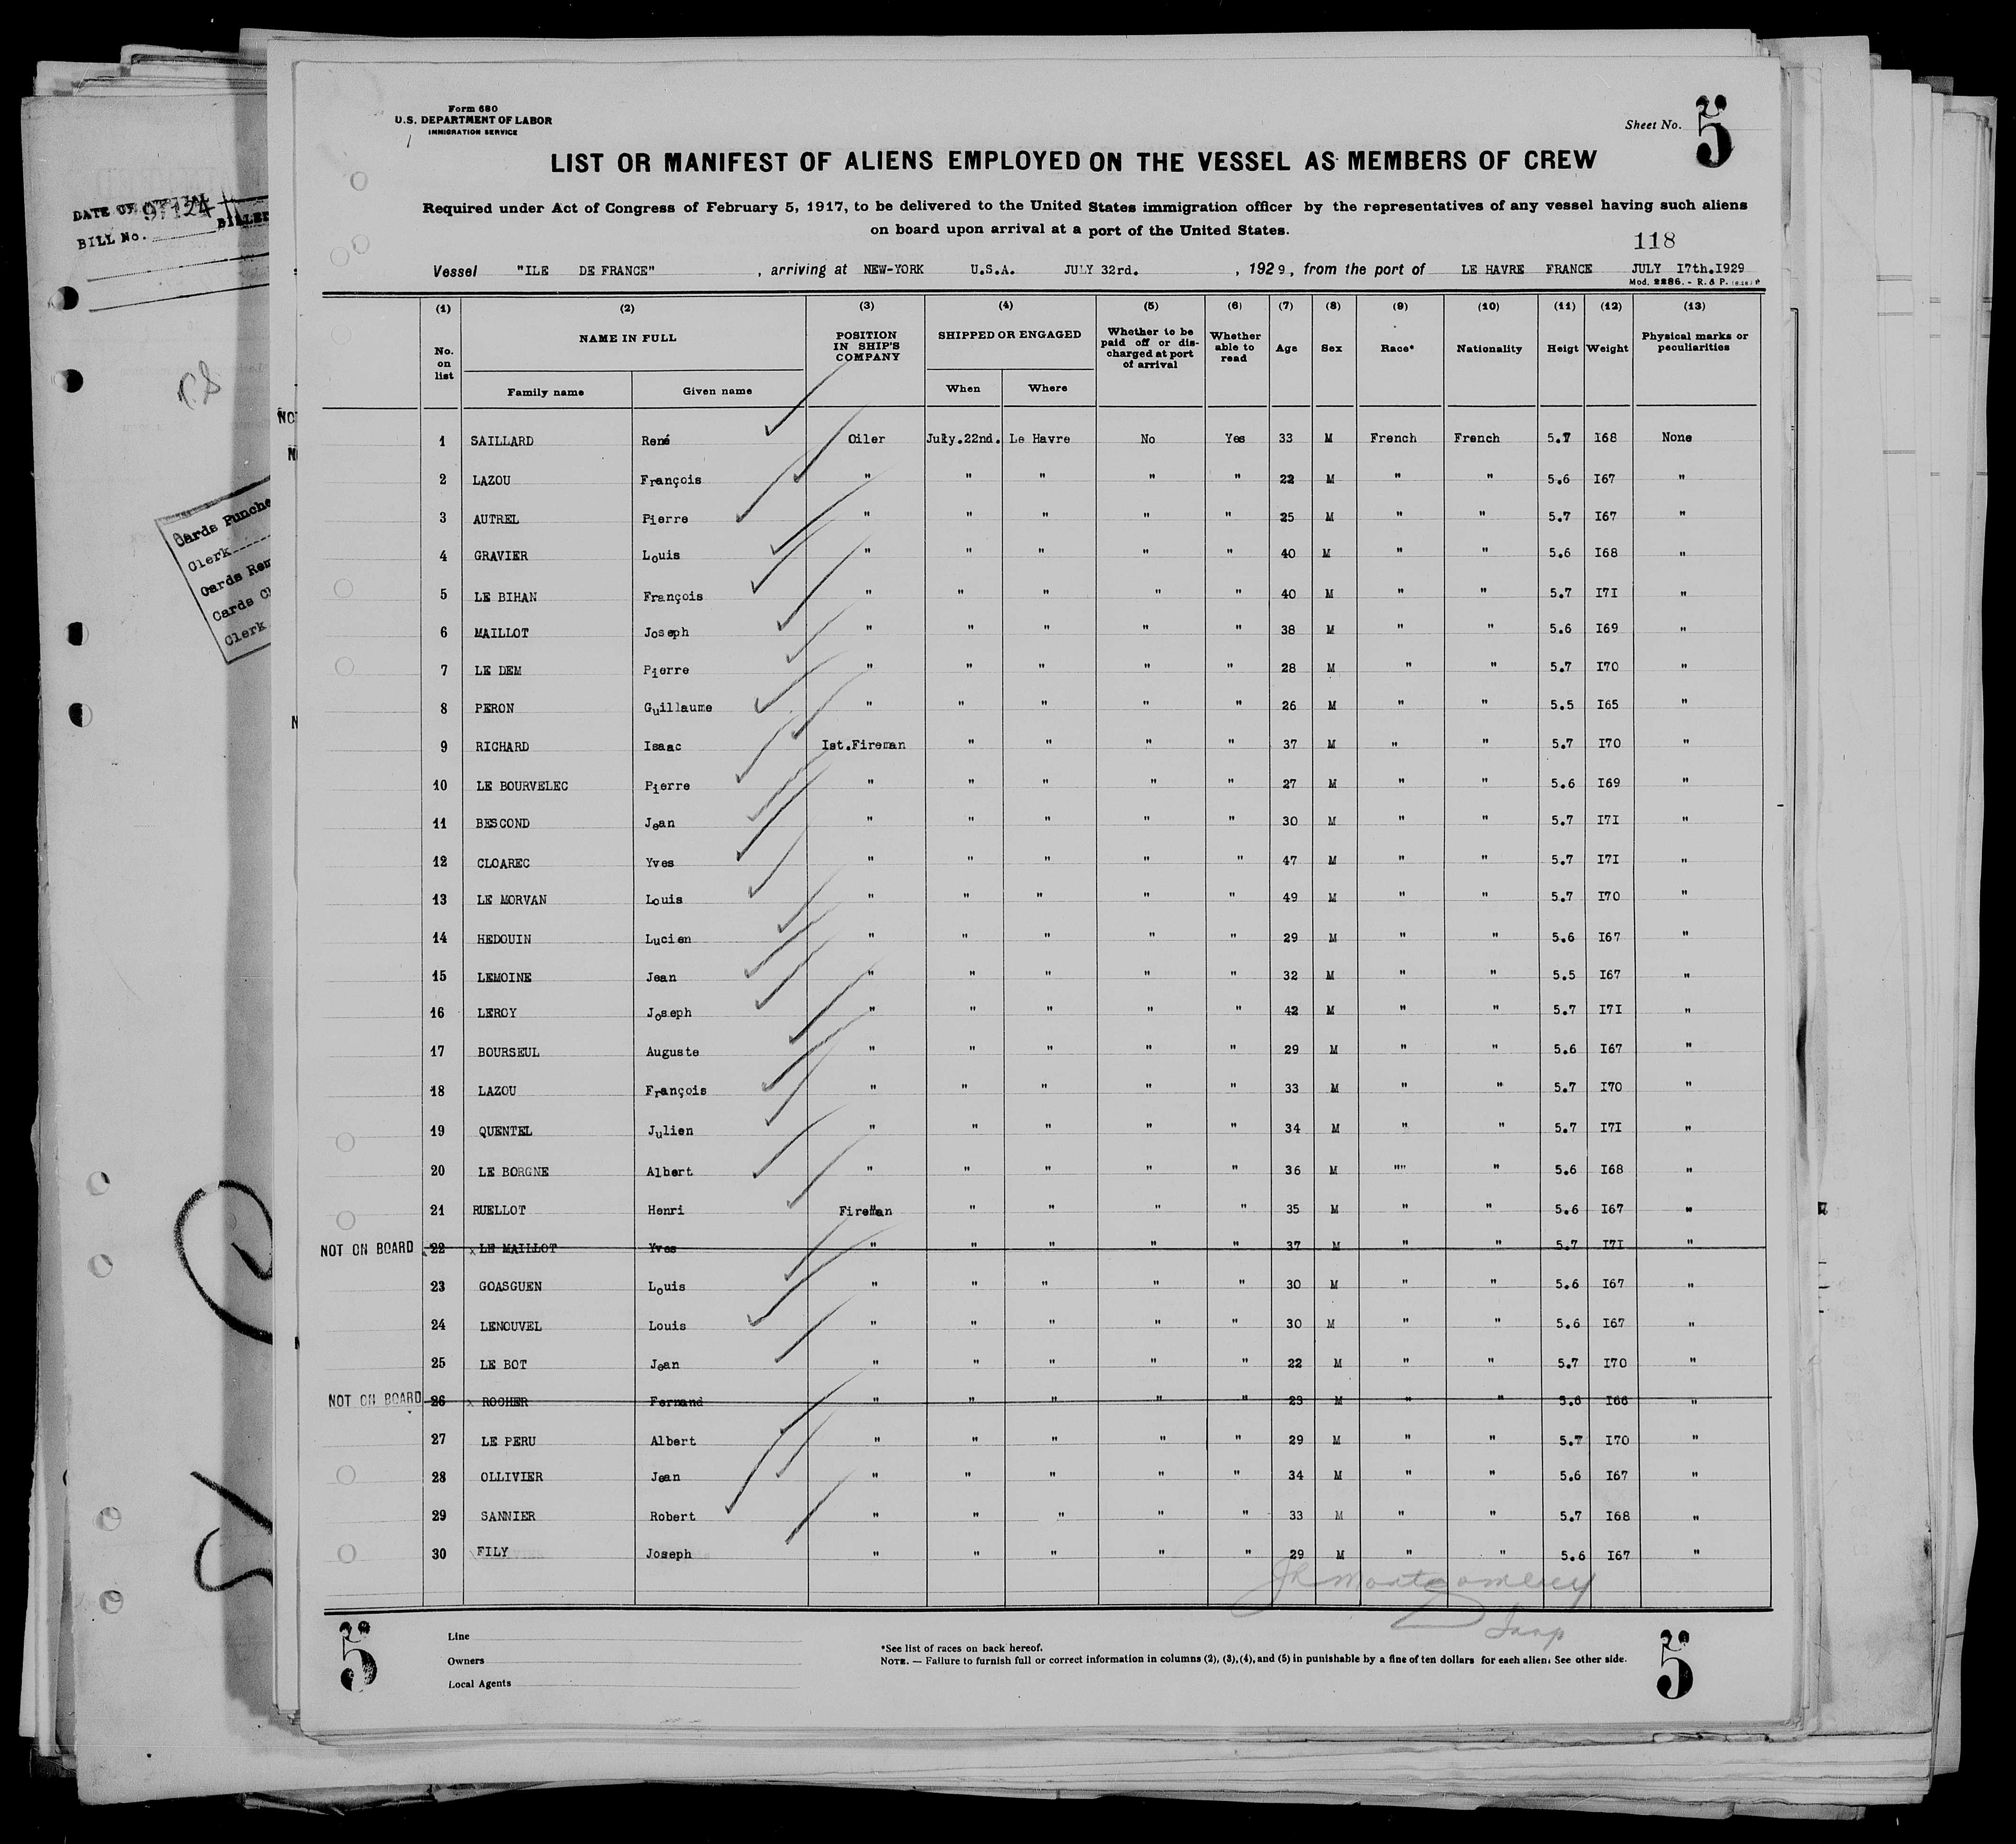 Form 680
U.S. DEPARTMENT OF LABOR
IMMIGRATION SERVICE
Sheet No. 5
LIST OR MANIFEST OF ALIENS EMPLOYED ON THE VESSEL AS MEMBERS OF CREW
Required under Act of Congress of February 5, 1917, to be delivered to the United States immigration officer by the representatives of any vessel having such aliens
on board upon arrival at a port of the United States.
118
Vessel "ILE DE FRANCE" , arriving at NEW-YORK U.S.A. JULY 32rd. , 1929, from the port of LE HAVRE FRANCE JULY I7th.I929
Mod. 2286. - R. & P.
(1) (2) (3) (4) (5) (6) (7) (8) (9) (10) (11) (12) (13)
No. on list NAME IN FULL POSITION IN SHIP'S COMPANY SHIPPED OR ENGAGED Whether to be paid off or discharged at port of arrival Whether able to read Age Sex Race* Nationality Heigt Weight Physical marks or peculiarities
Family name Given name When Where
1 SAILLARD René Oiler July.22nd. Le Havre No Yes 33 M French French 5.7 I68 None
2 LAZOU François " " " " " 22 M " " 5.6 I67 "
3 AUTREL Pierre " " " " " 25 M " " 5.7 I67 "
4 GRAVIER Louis " " " " " 40 M " " 5.6 I68 "
5 LE BIHAN François " " " " " 40 M " " 5.7 I7I "
6 MAILLOT Joseph " " " " " 38 M " " 5.6 I69 "
7 LE DEM Pierre " " " " " 28 M " " 5.7 I70 "
8 PERON Guillaume " " " " " 26 M " " 5.5 I65 "
9 RICHARD Isaac Ist.Fireman " " " " 37 M " " 5.7 I70 "
10 LE BOURVELEC Pierre " " " " " 27 M " " 5.6 I69 "
11 BESCOND Jean " " " " " 30 M " " 5.7 I7I "
12 CLOAREC Yves " " " " " 47 M " " 5.7 I7I "
13 LE MORVAN Louis " " " " " 49 M " " 5.7 I70 "
14 HEDOUIN Lucien " " " " " 29 M " " 5.6 I67 "
15 LEMOINE Jean " " " " " 32 M " " 5.5 I67 "
16 LEROY Joseph " " " " " 42 M " " 5.7 I7I "
17 BOURSEUL Auguste " " " " " 29 M " " 5.6 I67 "
18 LAZOU François " " " " " 33 M " " 5.7 I70 "
19 QUENTEL Julien " " " " " 34 M " " 5.7 I7I "
20 LE BORGNE Albert " " " " " 36 M "" " 5.6 I68 "
21 RUELLOT Henri Fireman " " " " 35 M " " 5.6 I67 "
NOT ON BOARD 22 x LE MAILLOT Yves " " " " " 37 M " " 5.7 I7I "
23 GOASGUEN Louis " " " " " 30 M " " 5.6 I67 "
24 LENOUVEL Louis " " " " " 30 M " " 5.6 I67 "
25 LE BOT Jean " " " " " 22 M " " 5.7 I70 "
NOT ON BOARD 26 x ROCHER Fernand " " " " " 23 M " " 5.6 I66 "
27 LE PERU Albert " " " " " 29 M " " 5.7 I70 "
28 OLLIVIER Jean " " " " " 34 M " " 5.6 I67 "
29 SANNIER Robert " " " " " 33 M " " 5.7 I68 "
30 FILY Joseph " " " " " 29 M " " 5.6 I67 "
Montgomery
Line
Owners
Local Agents
*See list of races on back hereof.
NOTE. — Failure to furnish full or correct information in columns (2), (3), (4), and (5) in punishable by a fine of ten dollars for each alien. See other side.
5
5
DATE OF
97124
BILL No.
Cards Punche
Clerk
Cards Rem
Cards Ch
Clerk